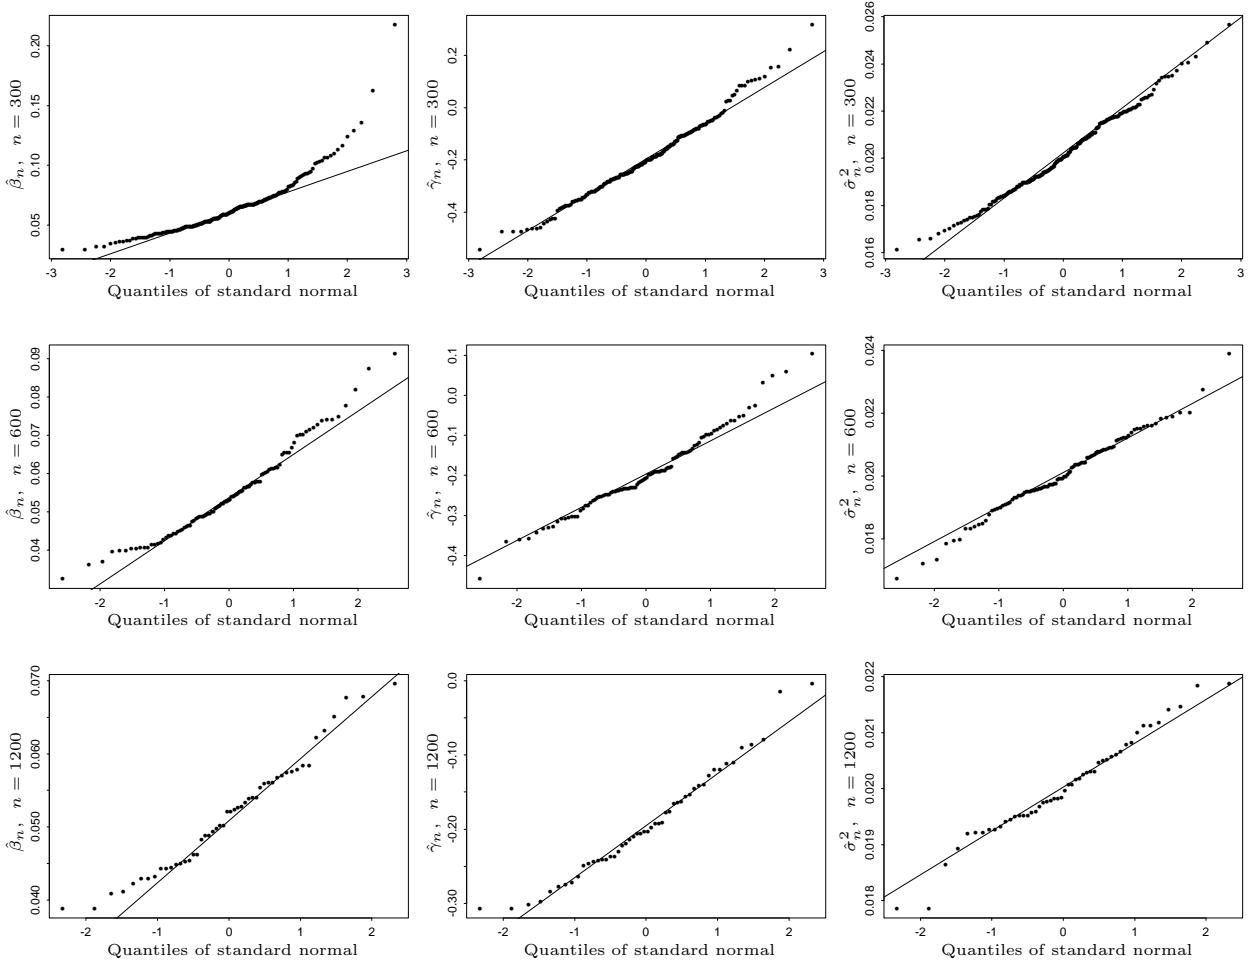 β̂n, n = 300
0.05 0.10 0.15 0.20
-3 -2 -1 0 1 2 3
Quantiles of standard normal
γ̂n, n = 300
-0.4 -0.2 0.0 0.2
-3 -2 -1 0 1 2 3
Quantiles of standard normal
σ̂²n, n = 300
0.016 0.018 0.020 0.022 0.024 0.026
-3 -2 -1 0 1 2 3
Quantiles of standard normal
β̂n, n = 600
0.04 0.05 0.06 0.07 0.08 0.09
-2 -1 0 1 2
Quantiles of standard normal
γ̂n, n = 600
-0.4 -0.3 -0.2 -0.1 0.0 0.1
-2 -1 0 1 2
Quantiles of standard normal
σ̂²n, n = 600
0.018 0.020 0.022 0.024
-2 -1 0 1 2
Quantiles of standard normal
β̂n, n = 1200
0.040 0.050 0.060 0.070
-2 -1 0 1 2
Quantiles of standard normal
γ̂n, n = 1200
-0.30 -0.20 -0.10 0.0
-2 -1 0 1 2
Quantiles of standard normal
σ̂²n, n = 1200
0.018 0.019 0.020 0.021 0.022
-2 -1 0 1 2
Quantiles of standard normal